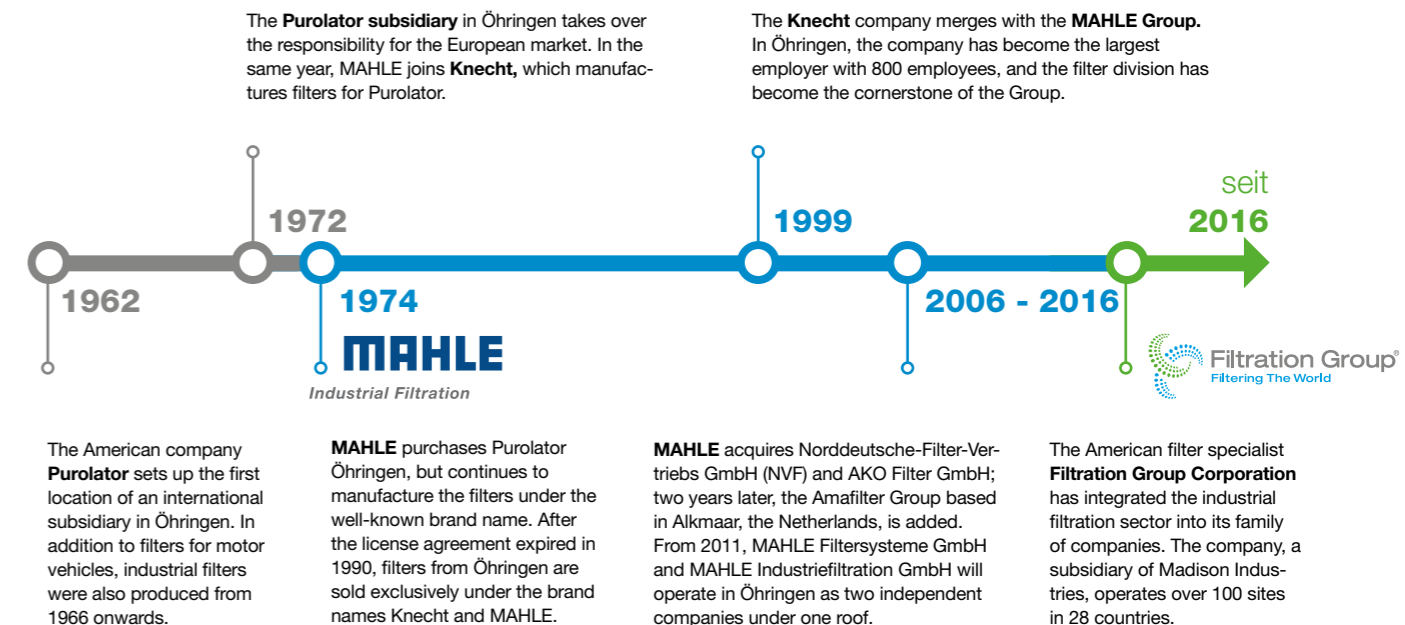 The Purolator subsidiary in Öhringen takes over
the responsibility for the European market. In the
same year, MAHLE joins Knecht, which manufac-
tures filters for Purolator.
The Knecht company merges with the MAHLE Group.
In Öhringen, the company has become the largest
employer with 800 employees, and the filter division has
become the cornerstone of the Group.
seit
2016
1972
1999
1962
1974
2006 - 2016
MAHLE
Industrial Filtration
Filtration Group®
Filtering The World
The American company
Purolator sets up the first
location of an international
subsidiary in Öhringen. In
addition to filters for motor
vehicles, industrial filters
were also produced from
1966 onwards.
MAHLE purchases Purolator
Öhringen, but continues to
manufacture the filters under the
well-known brand name. After
the license agreement expired in
1990, filters from Öhringen are
sold exclusively under the brand
names Knecht and MAHLE.
MAHLE acquires Norddeutsche-Filter-Ver-
triebs GmbH (NVF) and AKO Filter GmbH;
two years later, the Amafilter Group based
in Alkmaar, the Netherlands, is added.
From 2011, MAHLE Filtersysteme GmbH
and MAHLE Industriefiltration GmbH will
operate in Öhringen as two independent
companies under one roof.
The American filter specialist
Filtration Group Corporation
has integrated the industrial
filtration sector into its family
of companies. The company, a
subsidiary of Madison Indus-
tries, operates over 100 sites
in 28 countries.